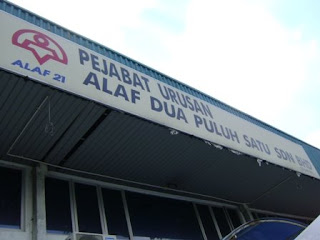 ALAF 21
PEJABAT URUSAN
ALAF DUA PULUH SATU SDN BHD